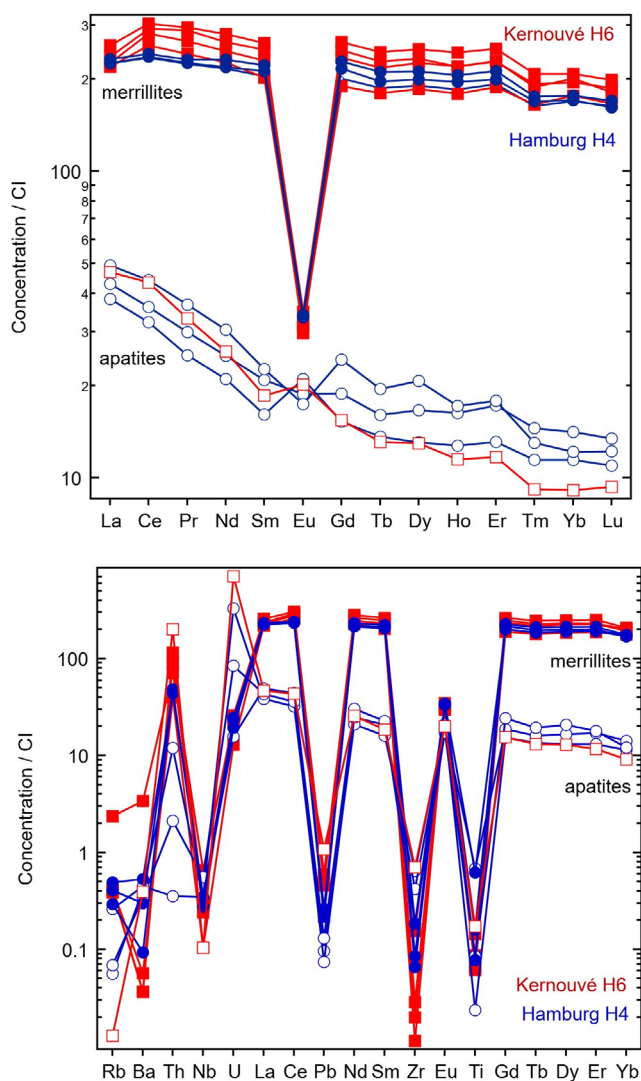 3
Kernouvé H6
2
merrillites
Hamburg H4
100
9
8
7
6
5
4
3
apatites
2
10
Concentration / CI
La Ce Pr Nd Sm Eu Gd Tb Dy Ho Er Tm Yb Lu
100
merrillites
10
apatites
1
0.1
Kernouvé H6
Hamburg H4
Concentration / CI
Rb Ba Th Nb U La Ce Pb Nd Sm Zr Eu Ti Gd Tb Dy Er Yb